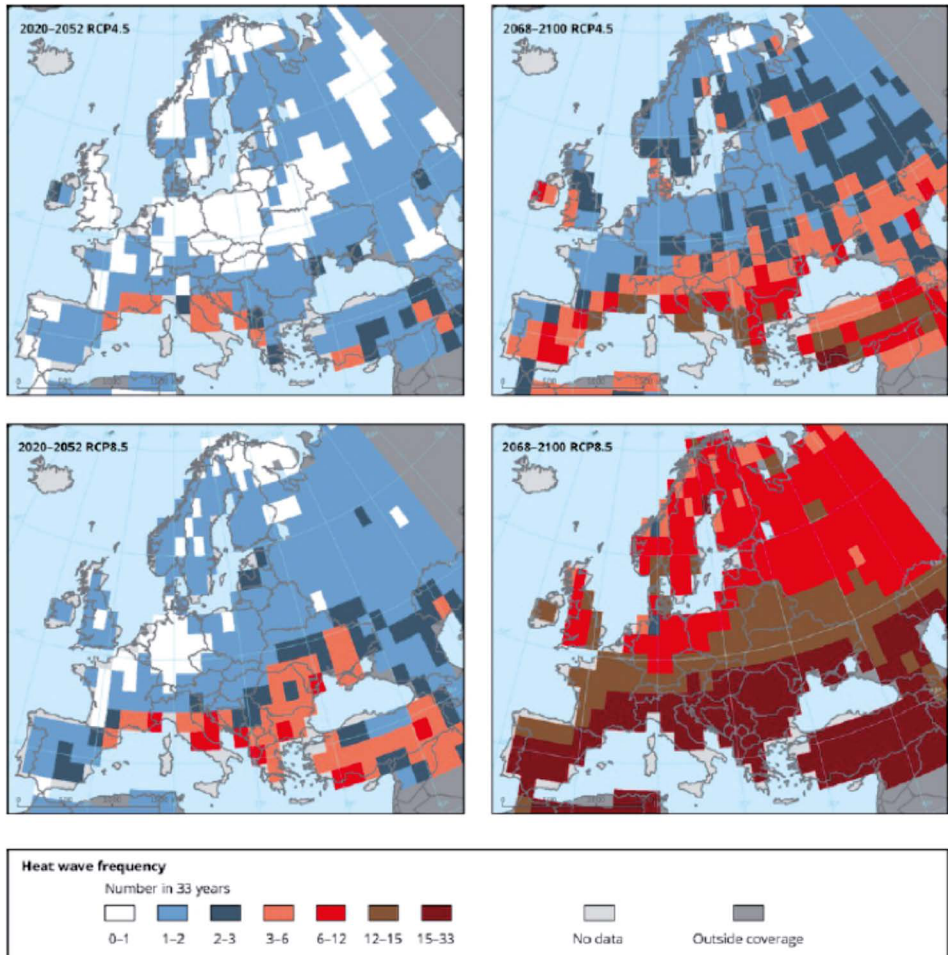 2020–2052 RCP4.5
2068–2100 RCP4.5
2020–2052 RCP8.5
2068–2100 RCP8.5
Heat wave frequency
Number in 33 years
0–1 1–2 2–3 3–6 6–12 12–15 15–33 No data Outside coverage